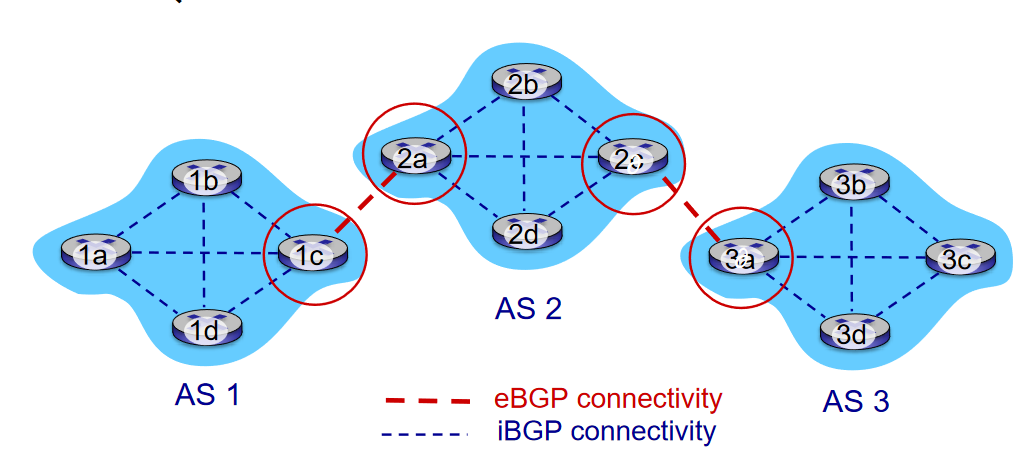 2b
2a
2c
2d
1b
1a
1c
1d
3b
3a
3c
3d
AS 2
AS 1
AS 3
eBGP connectivity
iBGP connectivity